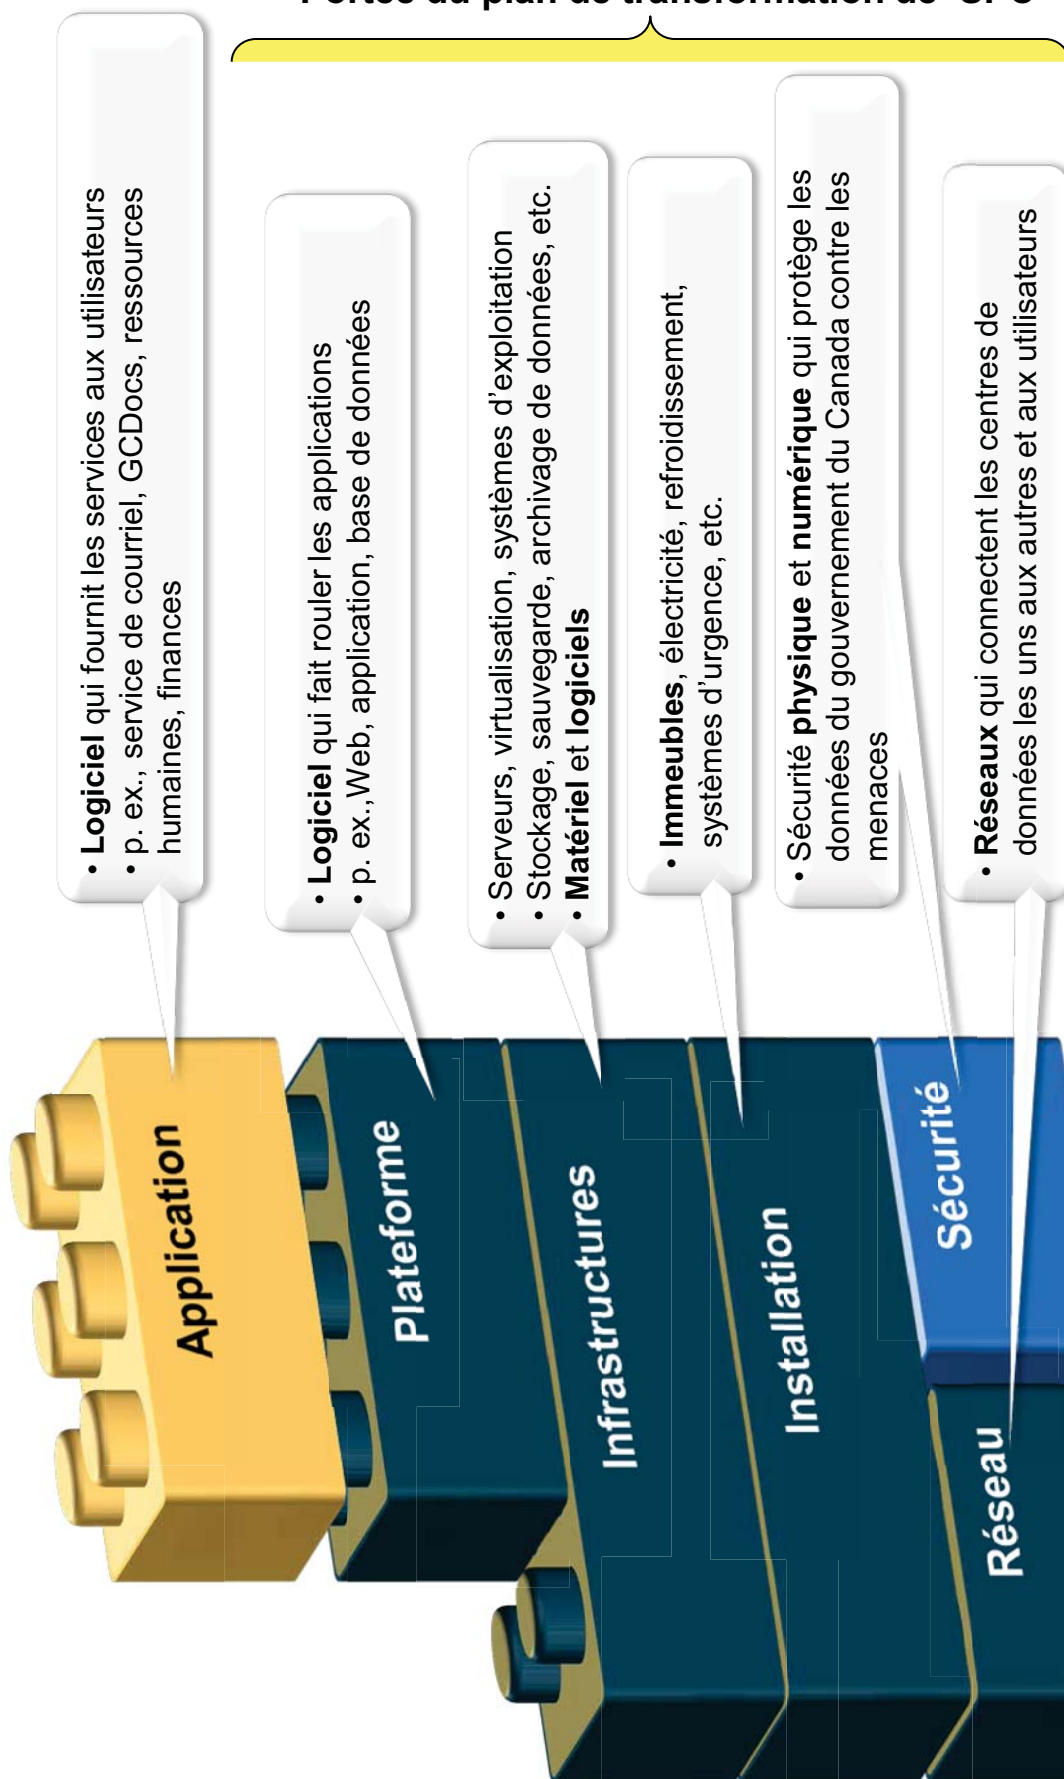 Portée du plan de transformation de SPC
Application
• Logiciel qui fournit les services aux utilisateurs
• p. ex., service de courriel, GCDocs, ressources
humaines, finances
Plateforme
• Logiciel qui fait rouler les applications
• p. ex.,Web, application, base de données
Infrastructures
• Serveurs, virtualisation, systèmes d’exploitation
• Stockage, sauvegarde, archivage de données, etc.
• Matériel et logiciels
Installation
• Immeubles, électricité, refroidissement,
systèmes d’urgence, etc.
Sécurité
• Sécurité physique et numérique qui protège les
données du gouvernement du Canada contre les
menaces
Réseau
• Réseaux qui connectent les centres de
données les uns aux autres et aux utilisateurs